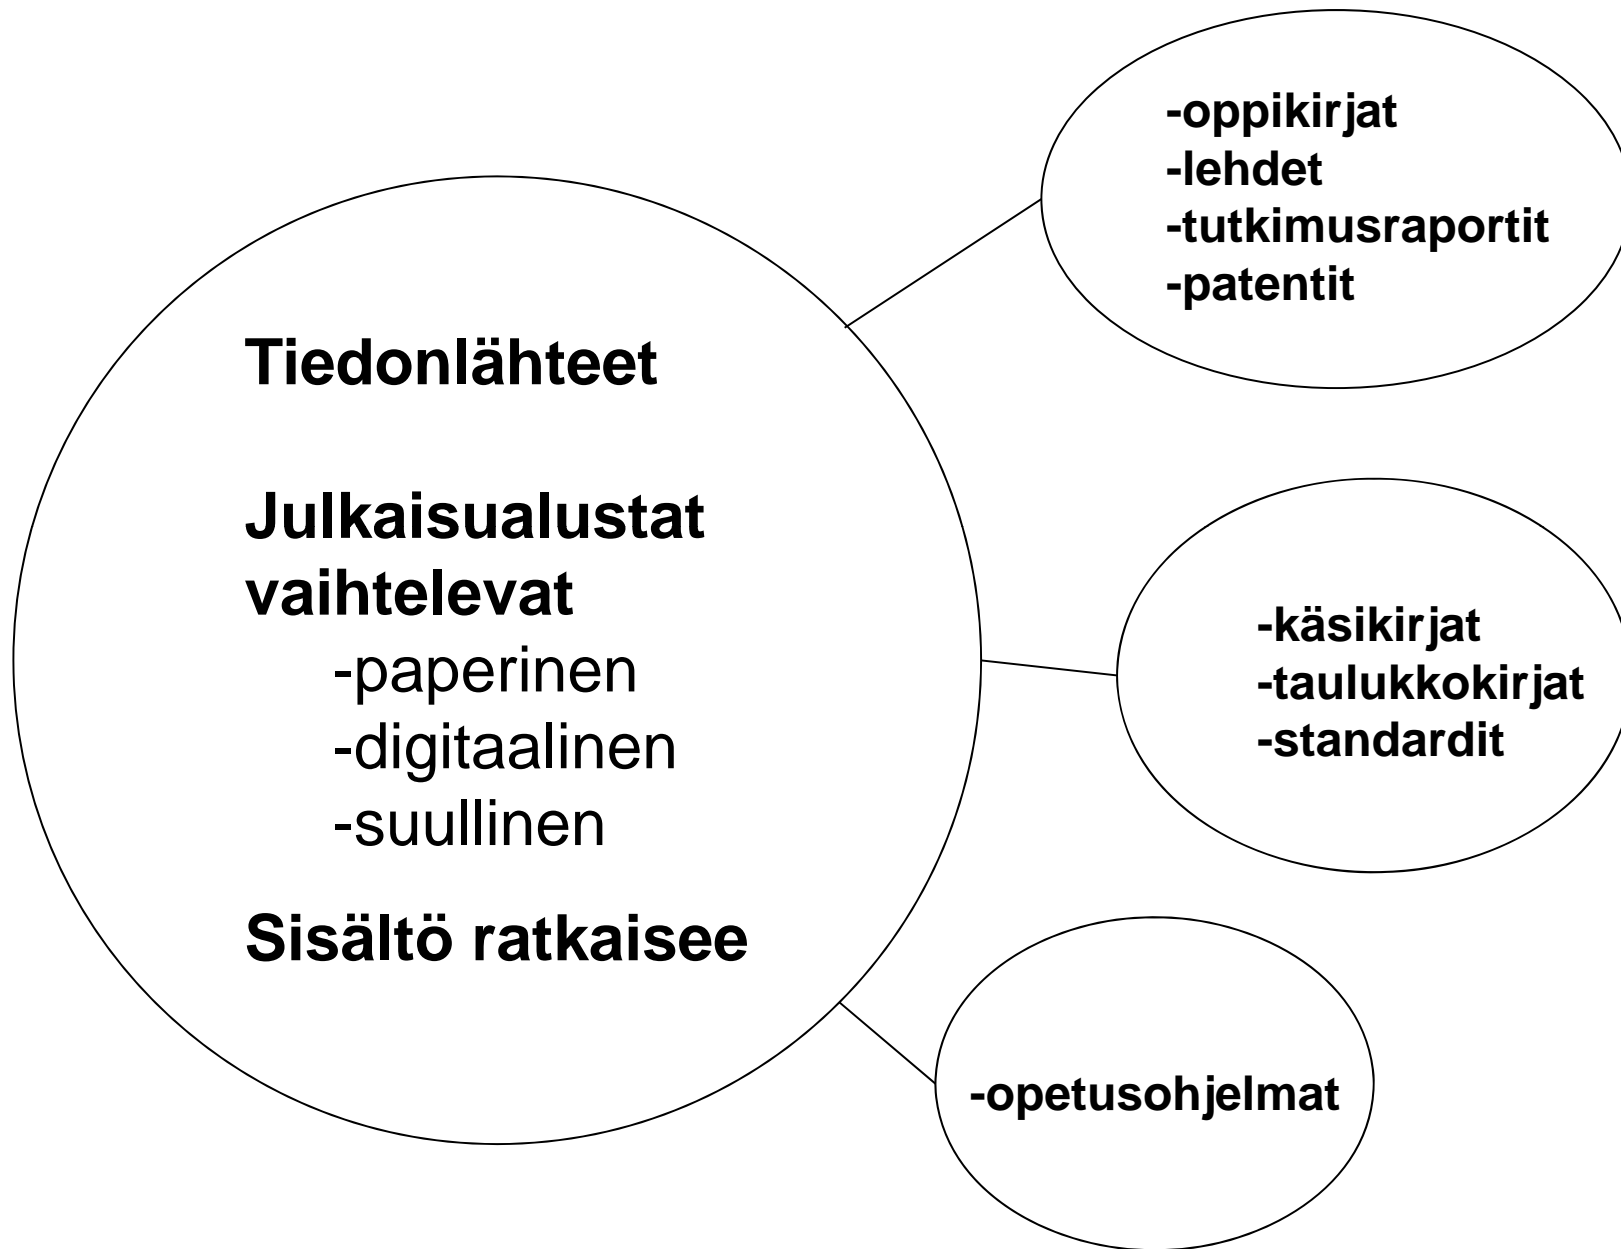 Tiedonlähteet
Julkaisualustat
vaihtelevat
-paperinen
-digitaalinen
-suullinen
Sisältö ratkaisee
-oppikirjat
-lehdet
-tutkimusraportit
-patentit
-käsikirjat
-taulukkokirjat
-standardit
-opetusohjelmat